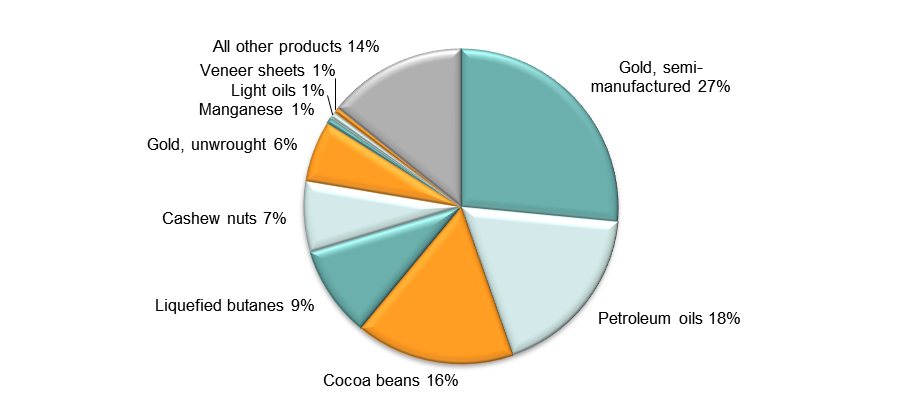 All other products 14%
Veneer sheets 1%
Light oils 1%
Manganese 1%
Gold, unwrought 6%
Cashew nuts 7%
Liquefied butanes 9%
Cocoa beans 16%
Petroleum oils 18%
Gold, semi-
manufactured 27%